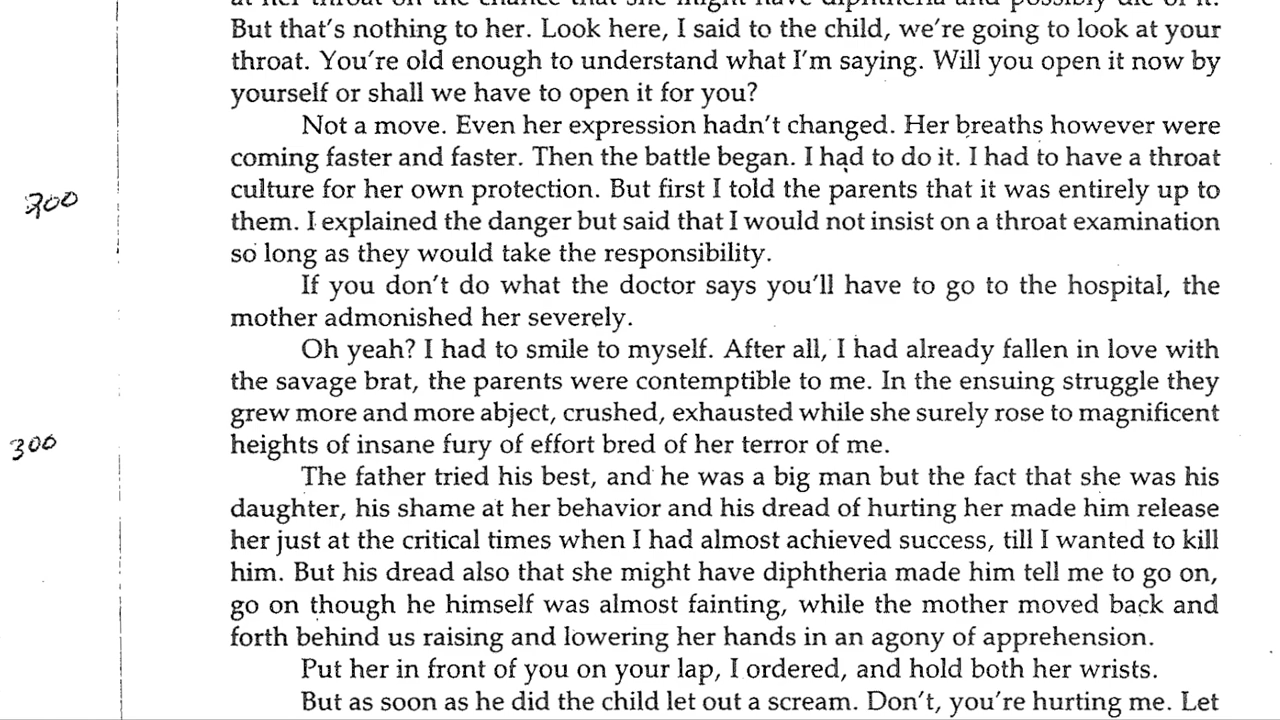 at her throat on the chance that she might have diphtheria and possibly die of it.
But that's nothing to her. Look here, I said to the child, we're going to look at your
throat. You're old enough to understand what I'm saying. Will you open it now by
yourself or shall we have to open it for you?
Not a move. Even her expression hadn't changed. Her breaths however were
coming faster and faster. Then the battle began. I had to do it. I had to have a throat
200
culture for her own protection. But first I told the parents that it was entirely up to
them. I explained the danger but said that I would not insist on a throat examination
so long as they would take the responsibility.
If you don't do what the doctor says you'll have to go to the hospital, the
mother admonished her severely.
Oh yeah? I had to smile to myself. After all, I had already fallen in love with
the savage brat, the parents were contemptible to me. In the ensuing struggle they
grew more and more abject, crushed, exhausted while she surely rose to magnificent
300
heights of insane fury of effort bred of her terror of me.
The father tried his best, and he was a big man but the fact that she was his
daughter, his shame at her behavior and his dread of hurting her made him release
her just at the critical times when I had almost achieved success, till I wanted to kill
him. But his dread also that she might have diphtheria made him tell me to go on,
go on though he himself was almost fainting, while the mother moved back and
forth behind us raising and lowering her hands in an agony of apprehension.
Put her in front of you on your lap, I ordered, and hold both her wrists.
But as soon as he did the child let out a scream. Don't, you're hurting me. Let